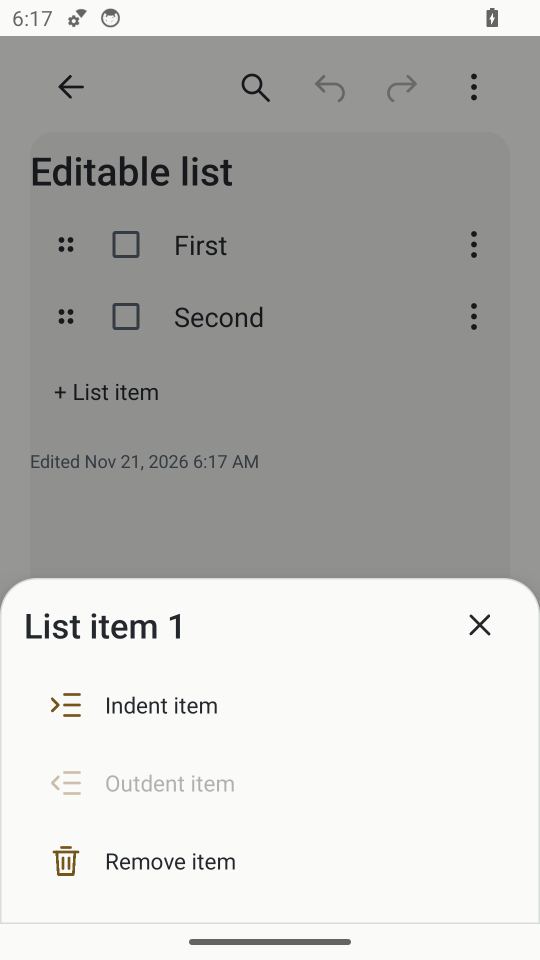 6:17
Editable list
First
Second
+ List item
Edited Nov 21, 2026 6:17 AM
List item 1
Indent item
Outdent item
Remove item